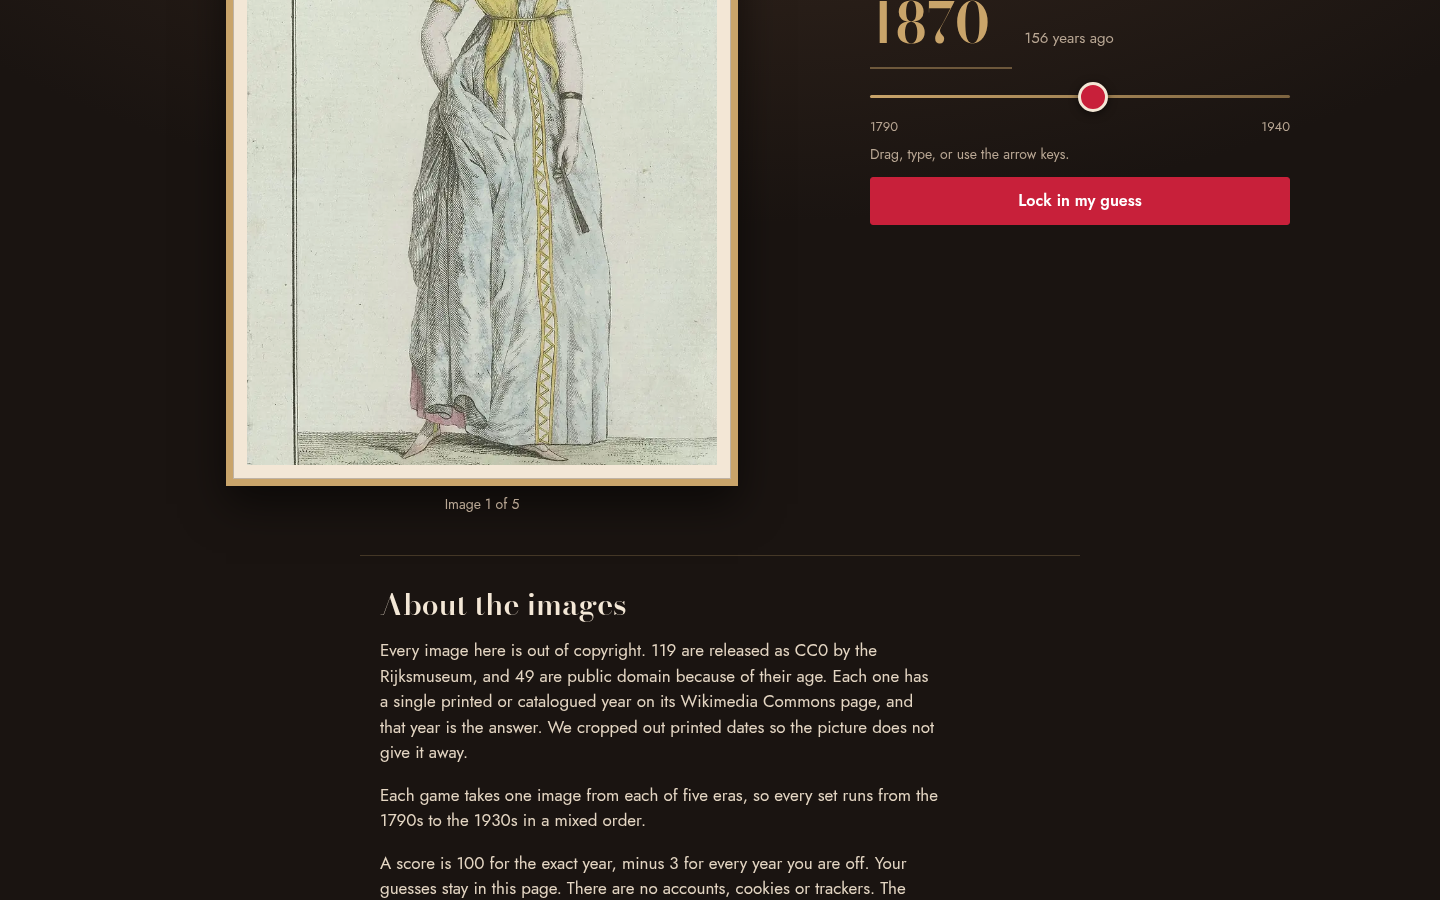 1870
156 years ago
1790
1940
Drag, type, or use the arrow keys.
Lock in my guess
Image 1 of 5
About the images
Every image here is out of copyright. 119 are released as CC0 by the
Rijksmuseum, and 49 are public domain because of their age. Each one has
a single printed or catalogued year on its Wikimedia Commons page, and
that year is the answer. We cropped out printed dates so the picture does not
give it away.
Each game takes one image from each of five eras, so every set runs from the
1790s to the 1930s in a mixed order.
A score is 100 for the exact year, minus 3 for every year you are off. Your
guesses stay in this page. There are no accounts, cookies or trackers. The